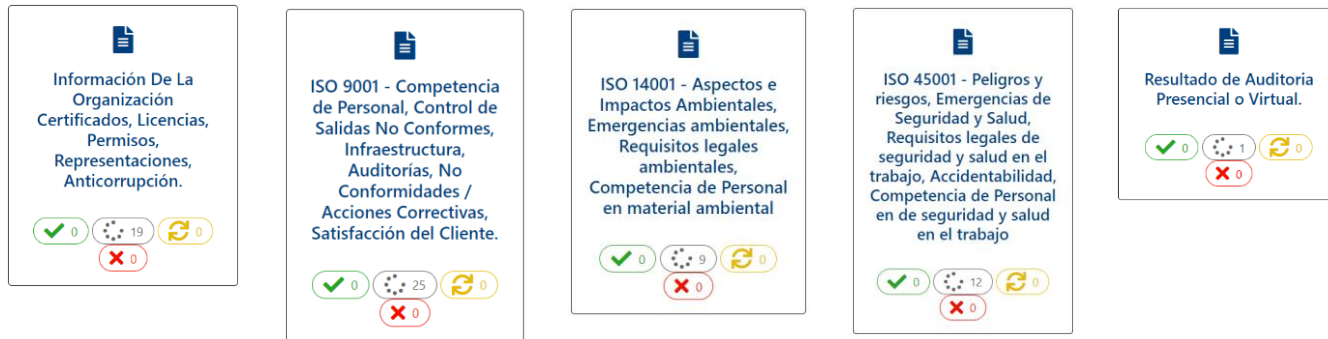 Información De La
Organización
Certificados, Licencias,
Permisos,
Representaciones,
Anticorrupción.
0
19
0
0
ISO 9001 - Competencia
de Personal, Control de
Salidas No Conformes,
Infraestructura,
Auditorías, No
Conformidades /
Acciones Correctivas,
Satisfacción del Cliente.
0
25
0
0
ISO 14001 - Aspectos e
Impactos Ambientales,
Emergencias ambientales,
Requisitos legales
ambientales,
Competencia de Personal
en material ambiental
0
9
0
0
ISO 45001 - Peligros y
riesgos, Emergencias de
Seguridad y Salud,
Requisitos legales de
seguridad y salud en el
trabajo, Accidentabilidad,
Competencia de Personal
en de seguridad y salud
en el trabajo
0
12
0
0
Resultado de Auditoria
Presencial o Virtual.
0
1
0
0